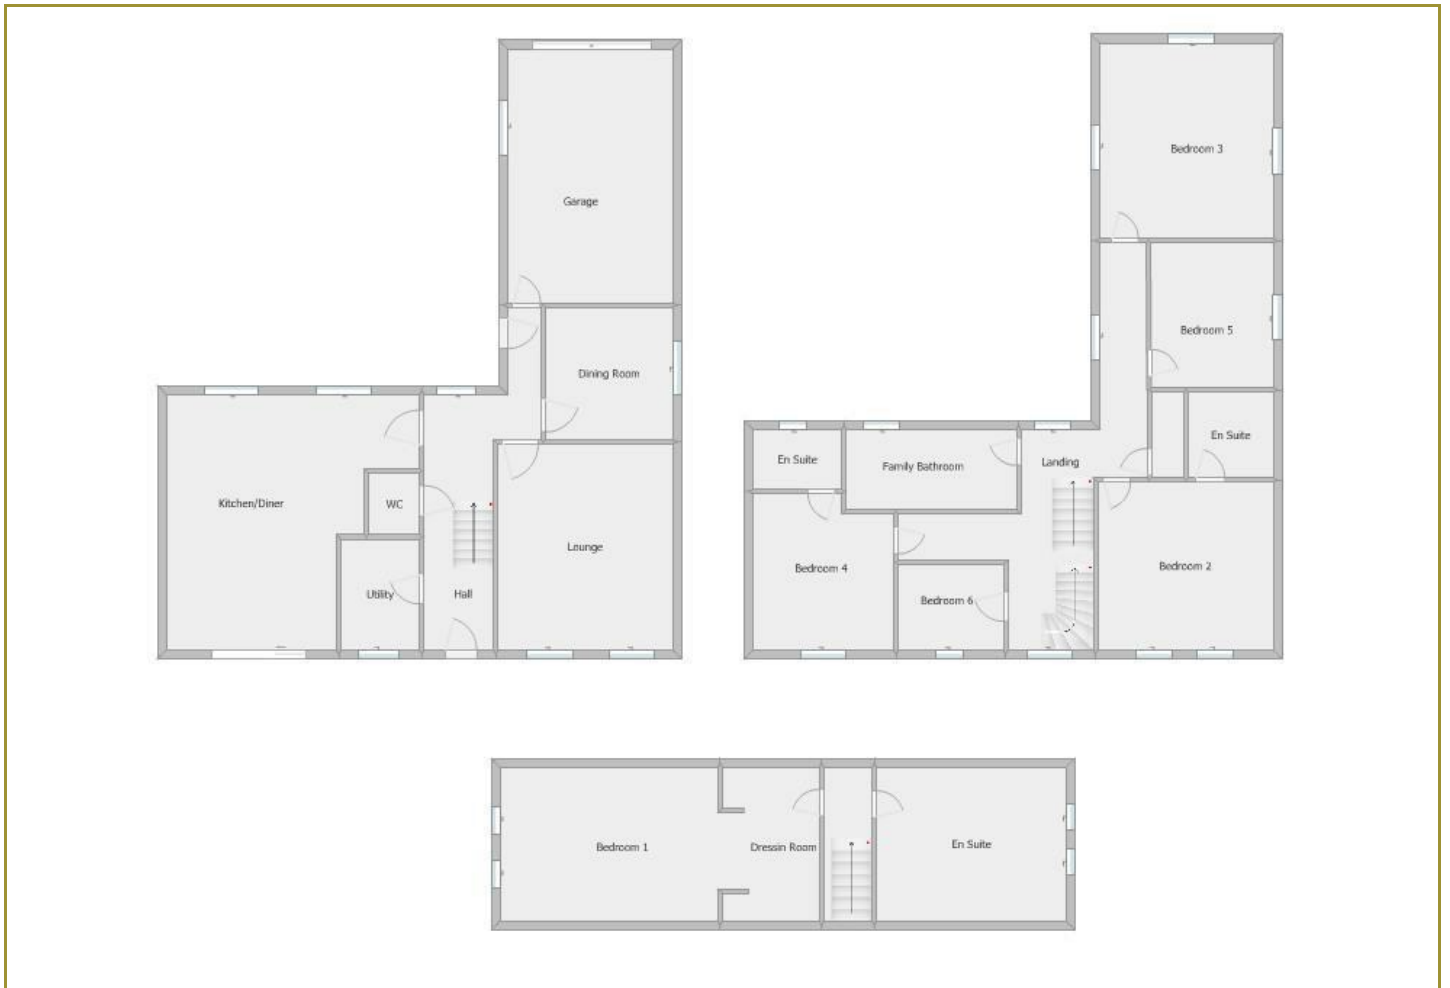 Garage
Dining Room
Kitchen/Diner
WC
Lounge
Utility
Hall
Bedroom 3
Bedroom 5
En Suite
En Suite
Family Bathroom
Landing
Bedroom 4
Bedroom 6
Bedroom 2
Bedroom 1
Dressin Room
En Suite